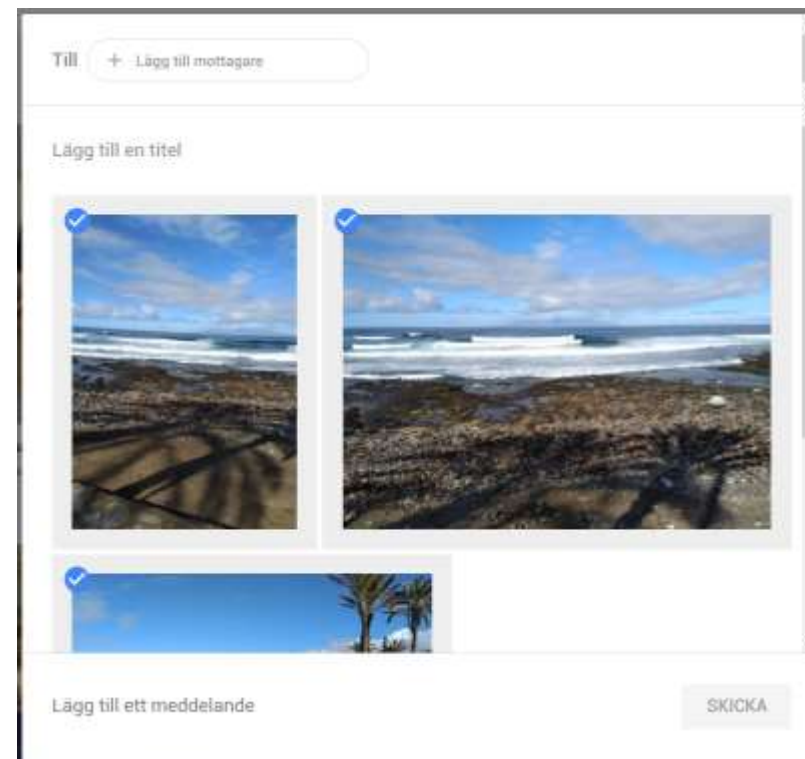 Till + Lägg till mottagare
Lägg till en titel
Lägg till ett meddelande
SKICKA